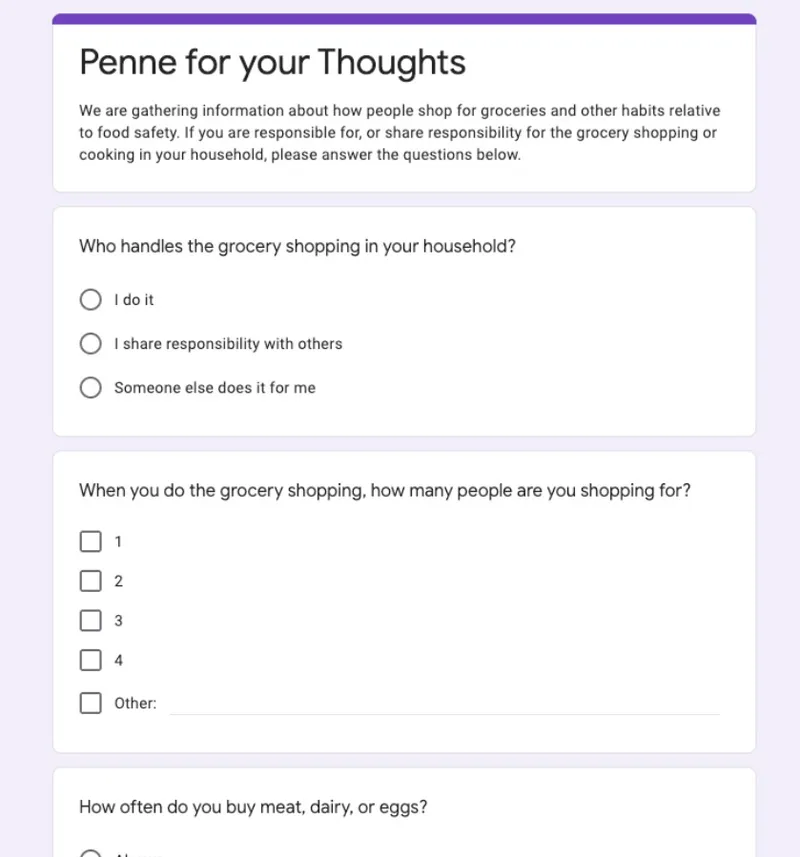 Penne for your Thoughts
We are gathering information about how people shop for groceries and other habits relative
to food safety. If you are responsible for, or share responsibility for the grocery shopping or
cooking in your household, please answer the questions below.
Who handles the grocery shopping in your household?
I do it
I share responsibility with others
Someone else does it for me
When you do the grocery shopping, how many people are you shopping for?
1
2
3
4
Other:
How often do you buy meat, dairy, or eggs?